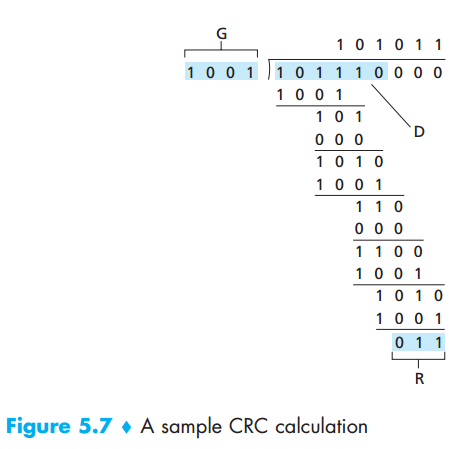 G
1 0 1 0 1 1
1 0 0 1 ) 1 0 1 1 1 0 0 0 0
1 0 0 1
1 0 1
D
0 0 0
1 0 1 0
1 0 0 1
1 1 0
0 0 0
1 1 0 0
1 0 0 1
1 0 1 0
1 0 0 1
0 1 1
R
Figure 5.7 ♦ A sample CRC calculation